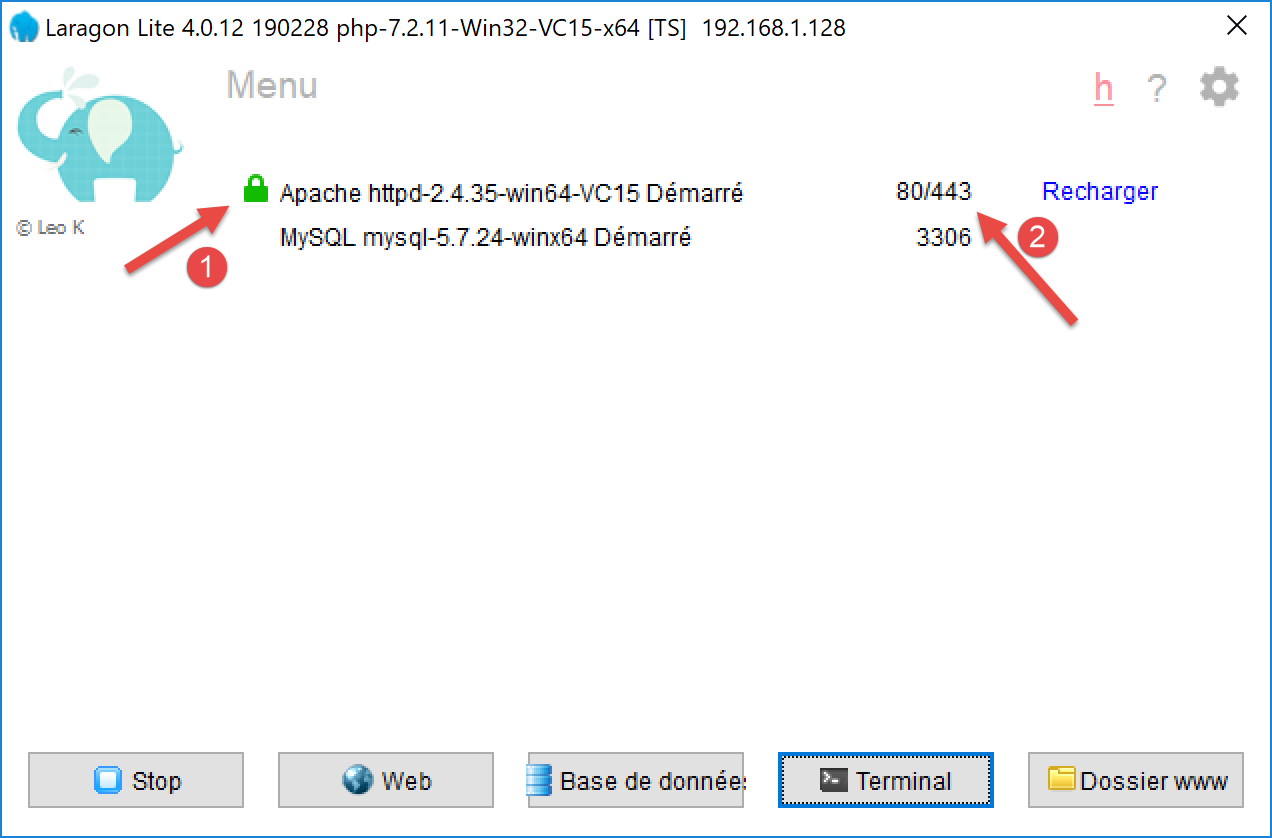 Laragon Lite 4.0.12 190228 php-7.2.11-Win32-VC15-x64 [TS] 192.168.1.128
Menu
h ?
Apache httpd-2.4.35-win64-VC15 Démarré 80/443 Recharger
© Leo K
1
MySQL mysql-5.7.24-winx64 Démarré 3306
2
Stop
Web
Base de donnée
Terminal
Dossier www